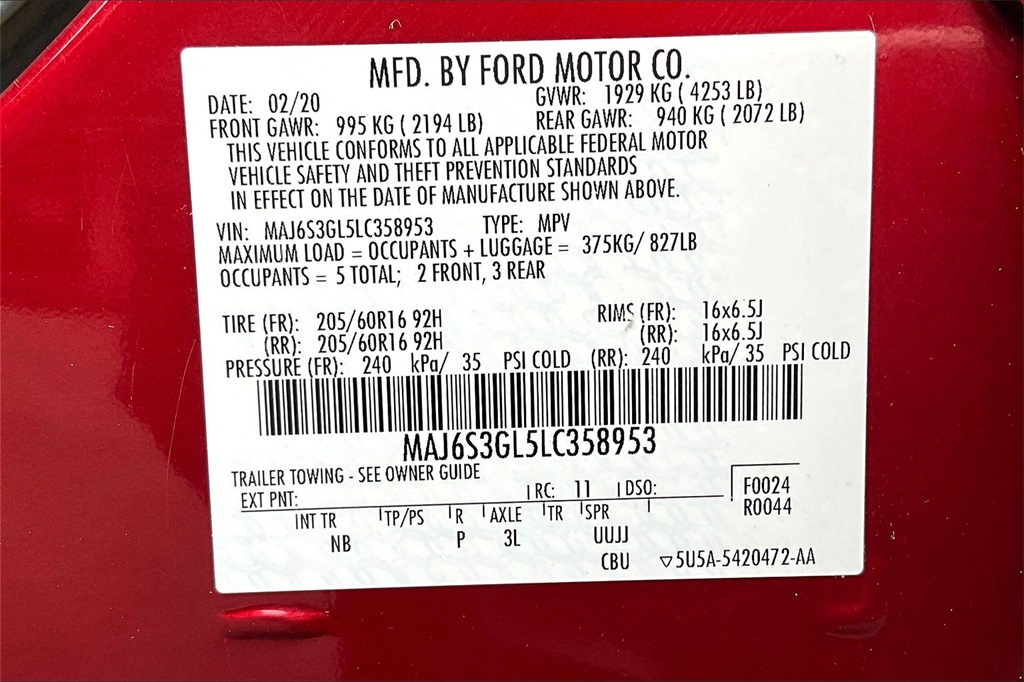 MFD. BY FORD MOTOR CO.
DATE: 02/20 GVWR: 1929 KG ( 4253 LB)
FRONT GAWR: 995 KG ( 2194 LB) REAR GAWR: 940 KG ( 2072 LB)
THIS VEHICLE CONFORMS TO ALL APPLICABLE FEDERAL MOTOR
VEHICLE SAFETY AND THEFT PREVENTION STANDARDS
IN EFFECT ON THE DATE OF MANUFACTURE SHOWN ABOVE.
VIN: MAJ6S3GL5LC358953 TYPE: MPV
MAXIMUM LOAD = OCCUPANTS + LUGGAGE = 375KG/ 827LB
OCCUPANTS = 5 TOTAL; 2 FRONT, 3 REAR
TIRE (FR): 205/60R16 92H RIMS (FR): 16x6.5J
(RR): 205/60R16 92H (RR): 16x6.5J
PRESSURE (FR): 240 kPa/ 35 PSI COLD (RR): 240 kPa/ 35 PSI COLD
MAJ6S3GL5LC358953
TRAILER TOWING - SEE OWNER GUIDE
EXT PNT: RC: 11 DSO: F0024
R0044
INT TR TP/PS R AXLE TR SPR
NB P 3L UUJJ
CBU ▽5U5A-5420472-AA